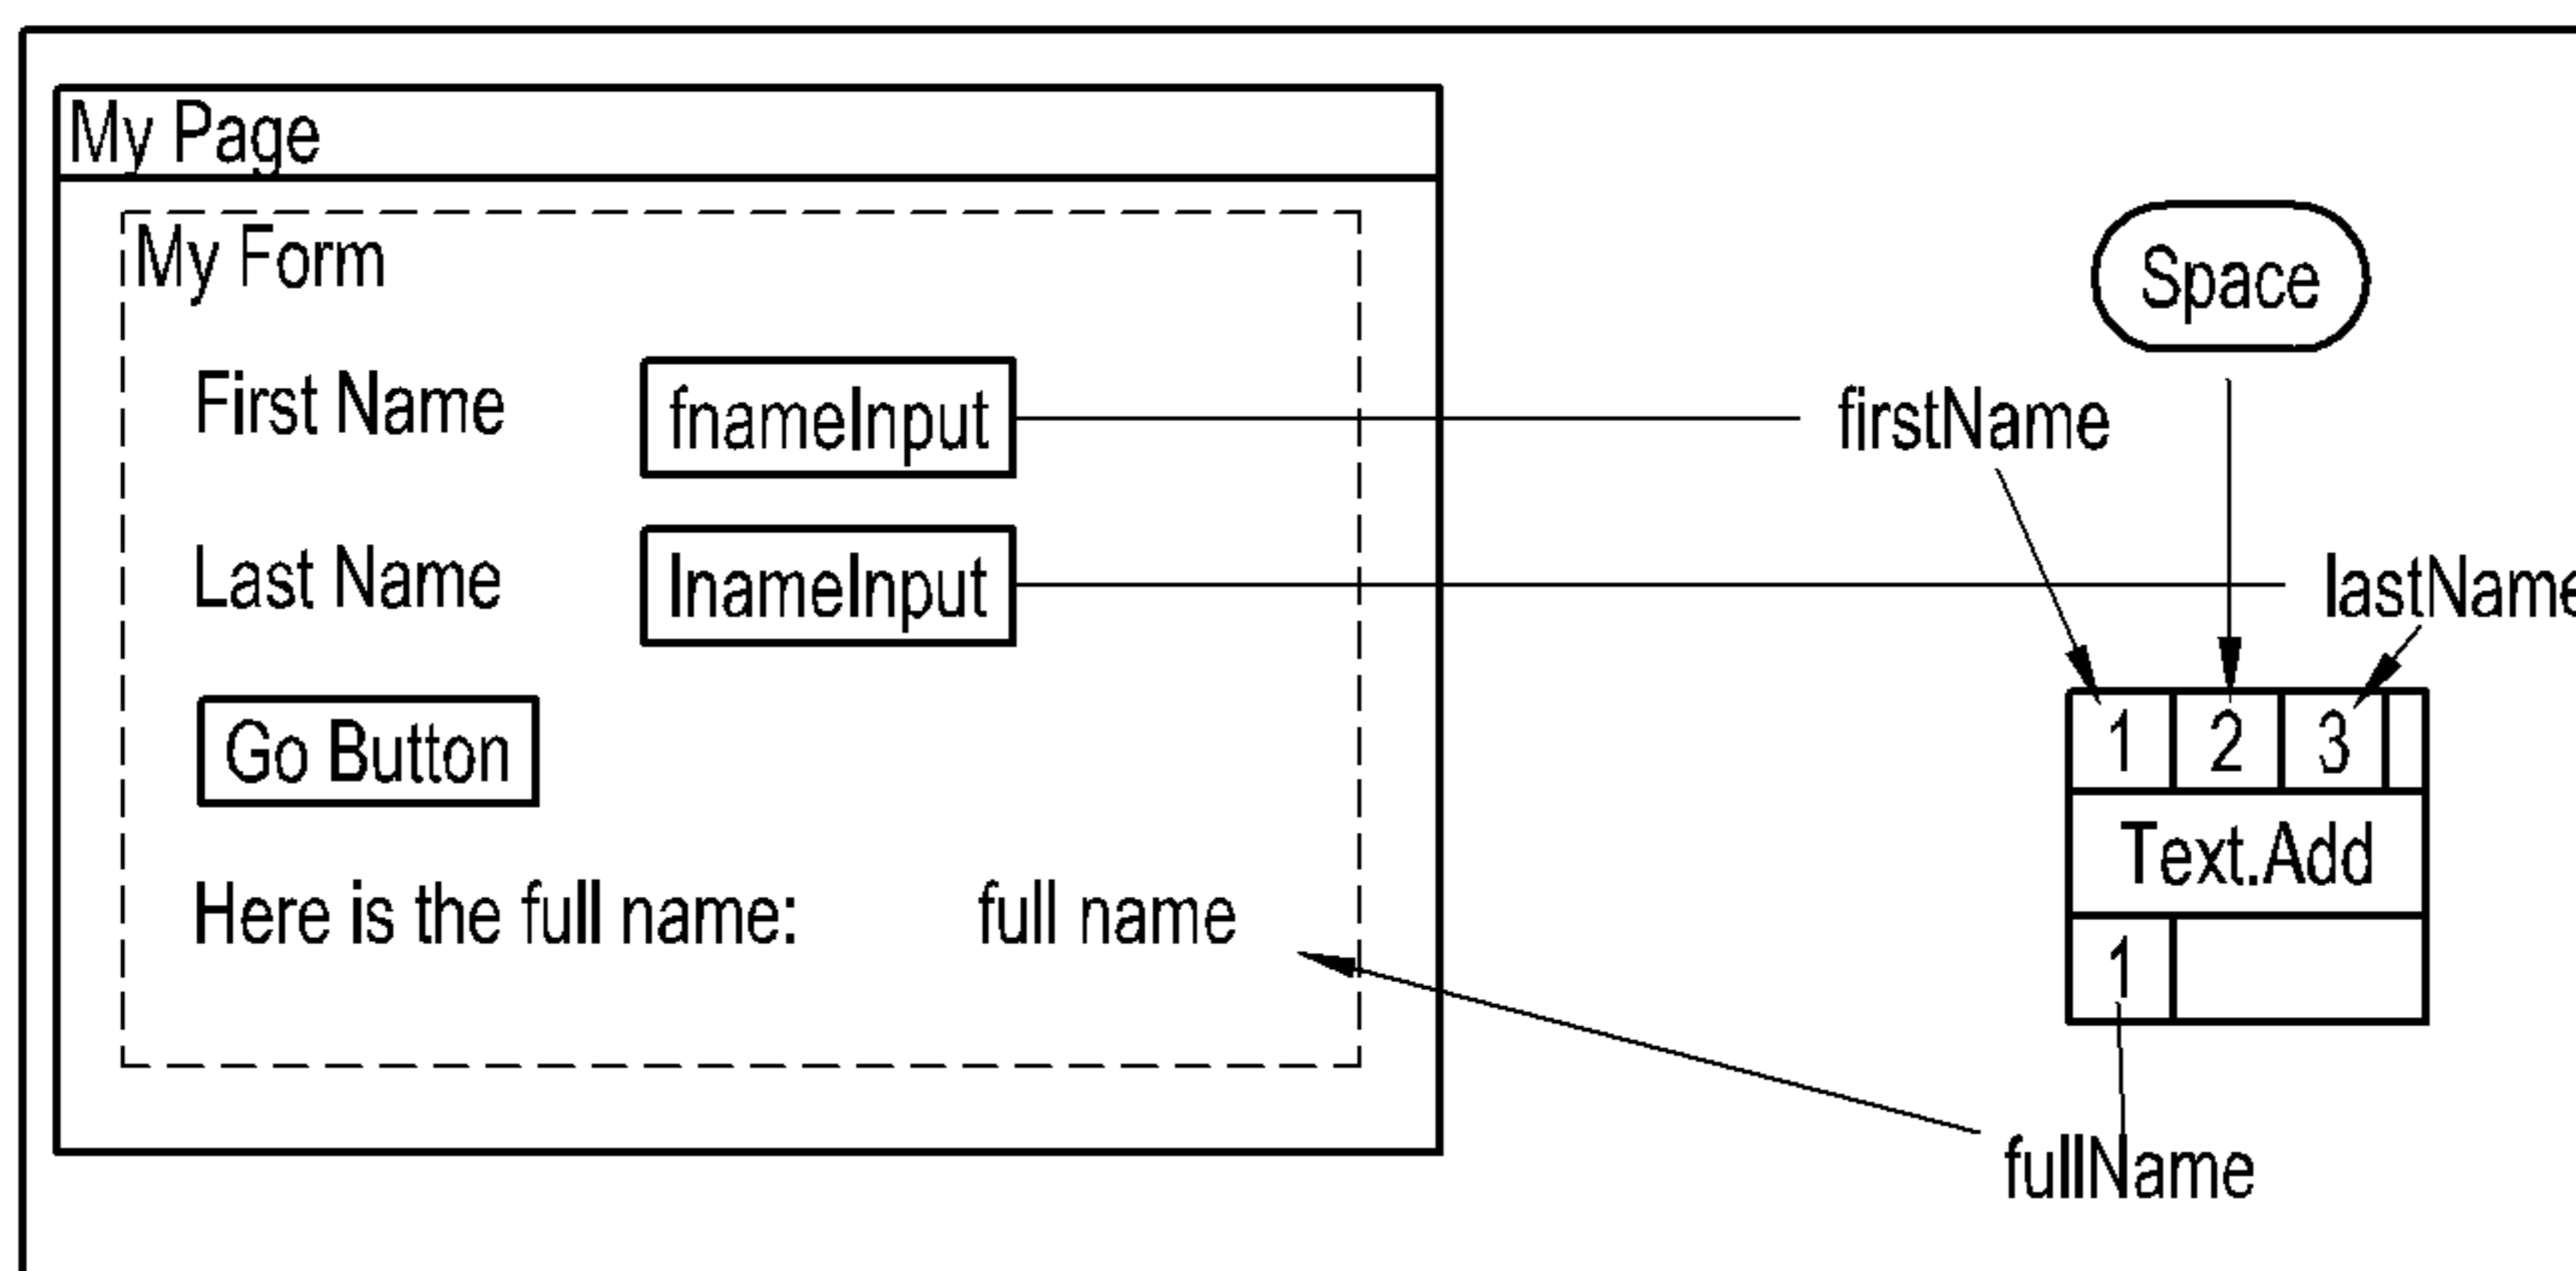 My Page
My Form
Space
First Name fnameInput firstName
Last Name lnameInput lastName
Go Button
1 2 3
Text.Add
Here is the full name: full name
1
fullName